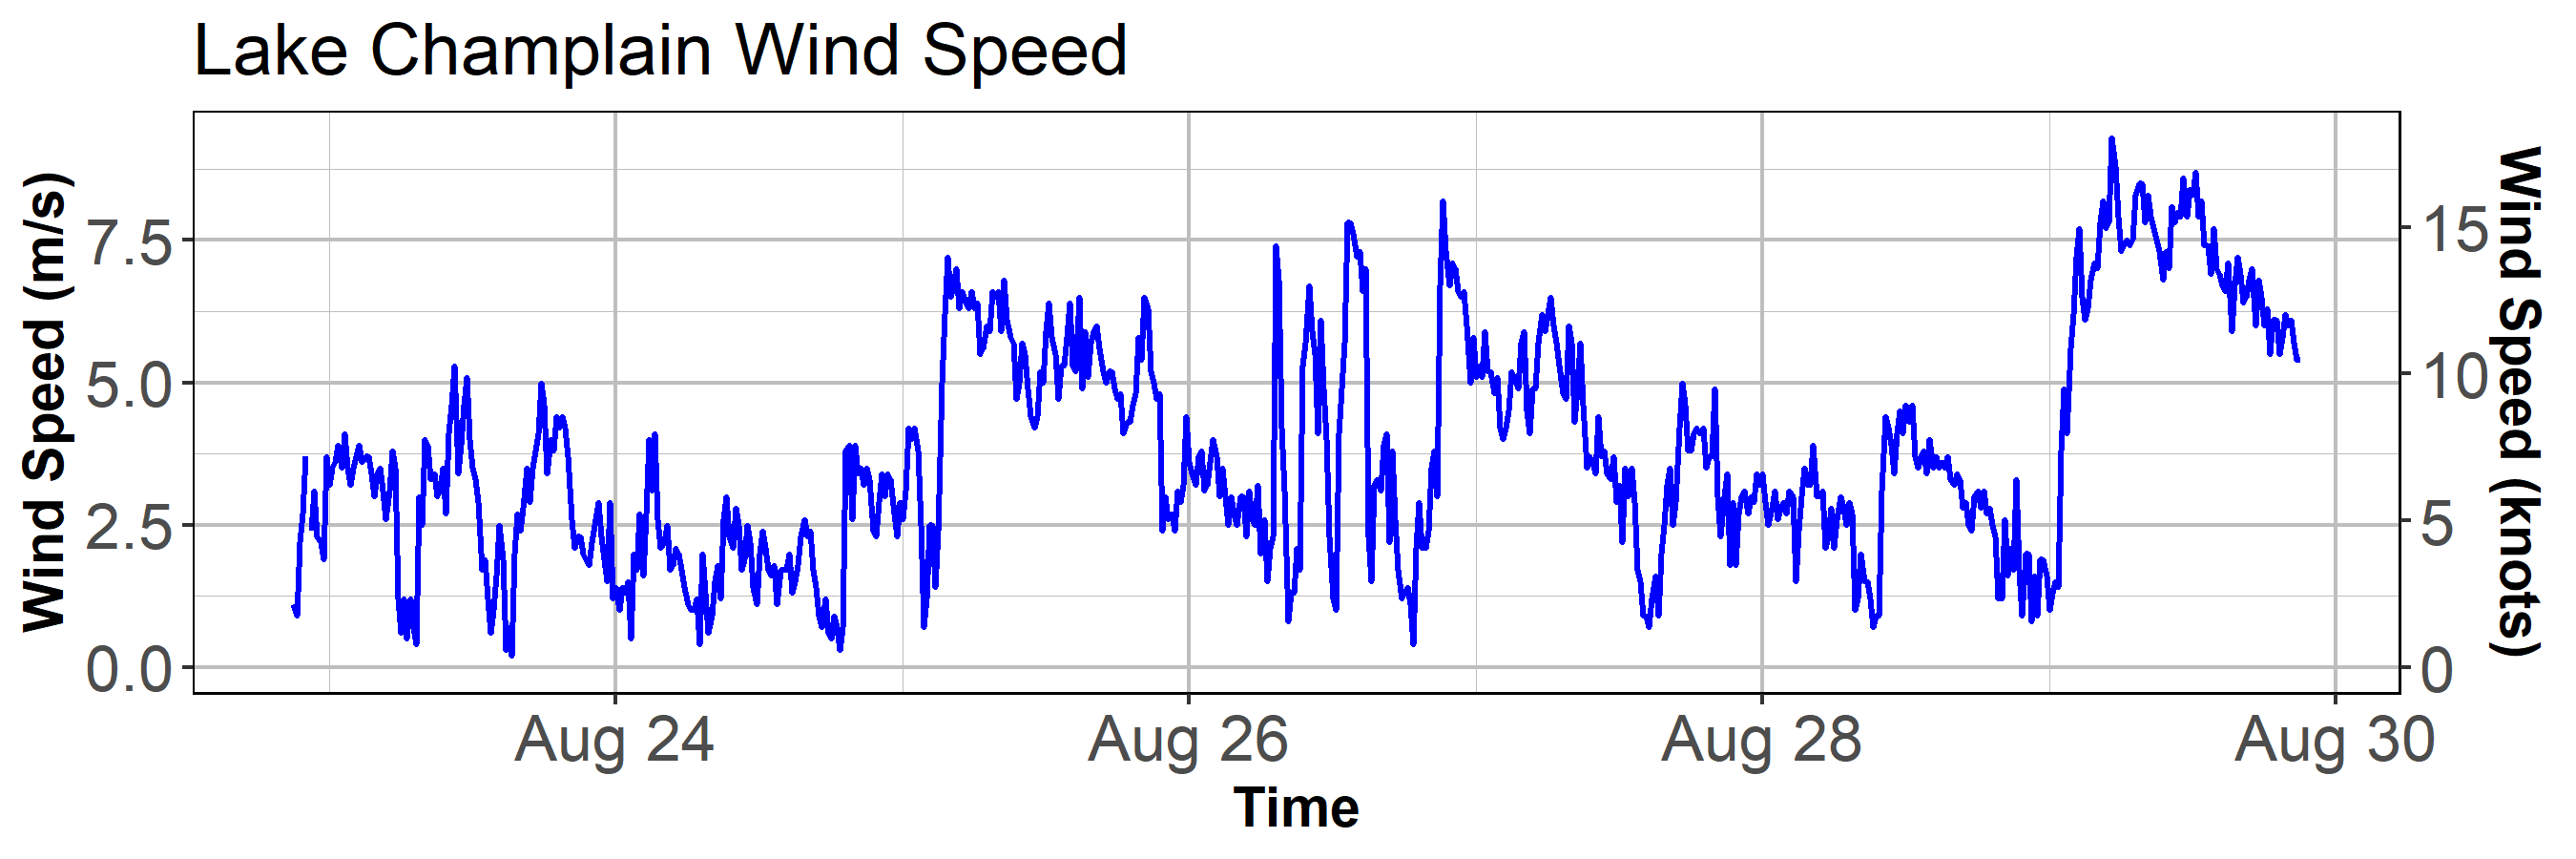 Lake Champlain Wind Speed
Wind Speed (m/s)
7.5
5.0
2.5
0.0
15
10
5
0
Wind Speed (knots)
Aug 24
Aug 26
Aug 28
Aug 30
Time